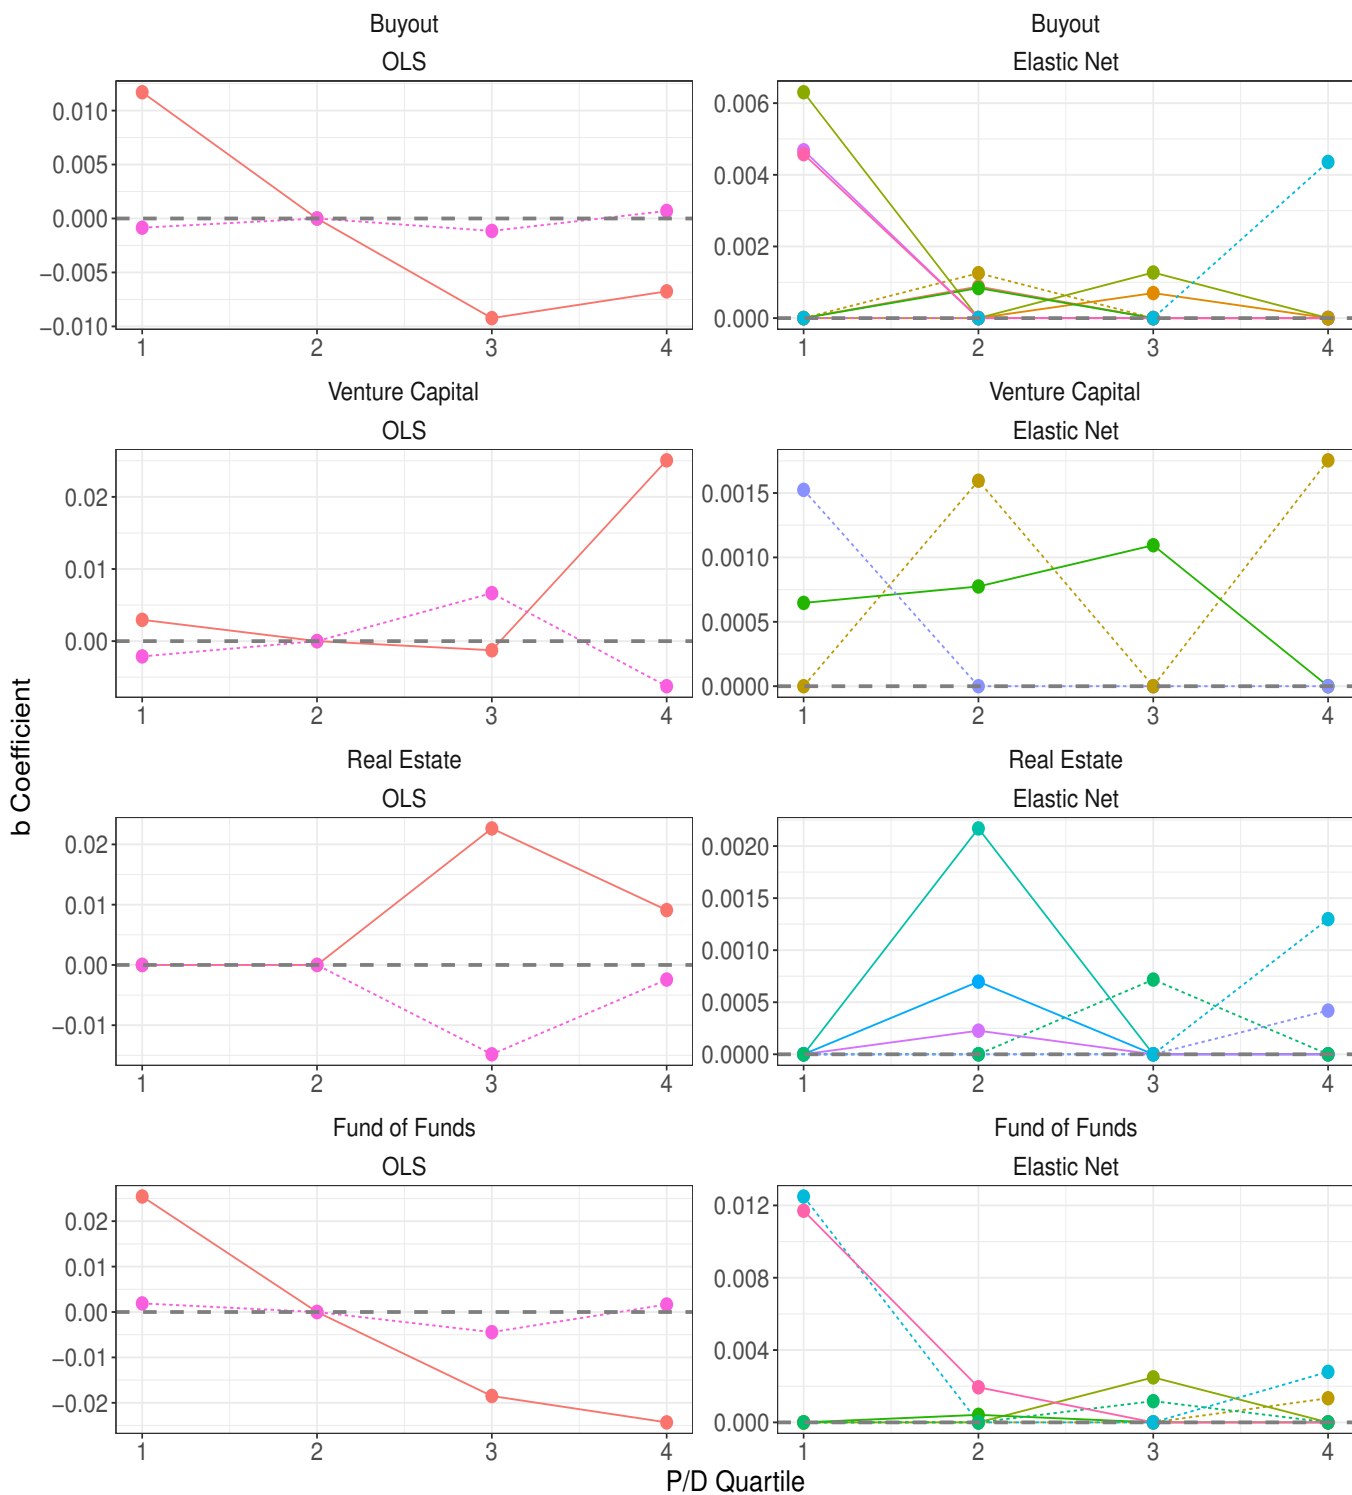 Buyout
OLS
0.010
0.005
0.000
−0.005
−0.010
1 2 3 4
Buyout
Elastic Net
0.006
0.004
0.002
0.000
1 2 3 4
Venture Capital
OLS
0.02
0.01
0.00
1 2 3 4
Venture Capital
Elastic Net
0.0015
0.0010
0.0005
0.0000
1 2 3 4
Real Estate
OLS
0.02
0.01
0.00
−0.01
1 2 3 4
Real Estate
Elastic Net
0.0020
0.0015
0.0010
0.0005
0.0000
1 2 3 4
Fund of Funds
OLS
0.02
0.01
0.00
−0.01
−0.02
1 2 3 4
Fund of Funds
Elastic Net
0.012
0.008
0.004
0.000
1 2 3 4
b Coefficient
P/D Quartile